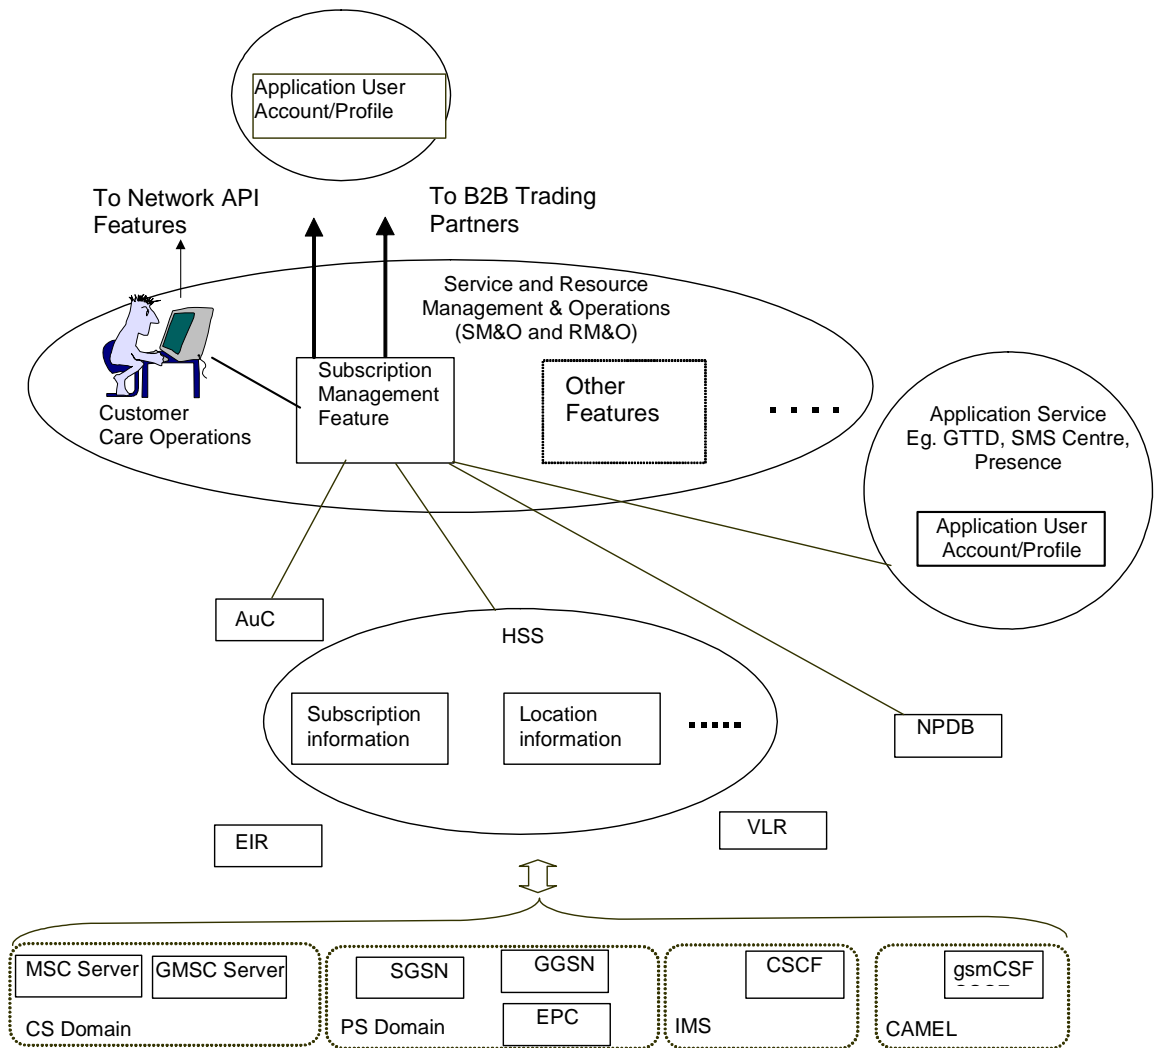 Application User
Account/Profile
To Network API
Features
To B2B Trading
Partners
Service and Resource
Management & Operations
(SM&O and RM&O)
Subscription
Management
Feature
Other
Features
. . . .
Customer
Care Operations
Application Service
Eg. GTTD, SMS Centre,
Presence
Application User
Account/Profile
AuC
HSS
Subscription
information
Location
information
.....
NPDB
EIR
VLR
MSC Server
GMSC Server
CS Domain
SGSN
GGSN
EPC
PS Domain
CSCF
IMS
gsmCSF
CAMEL